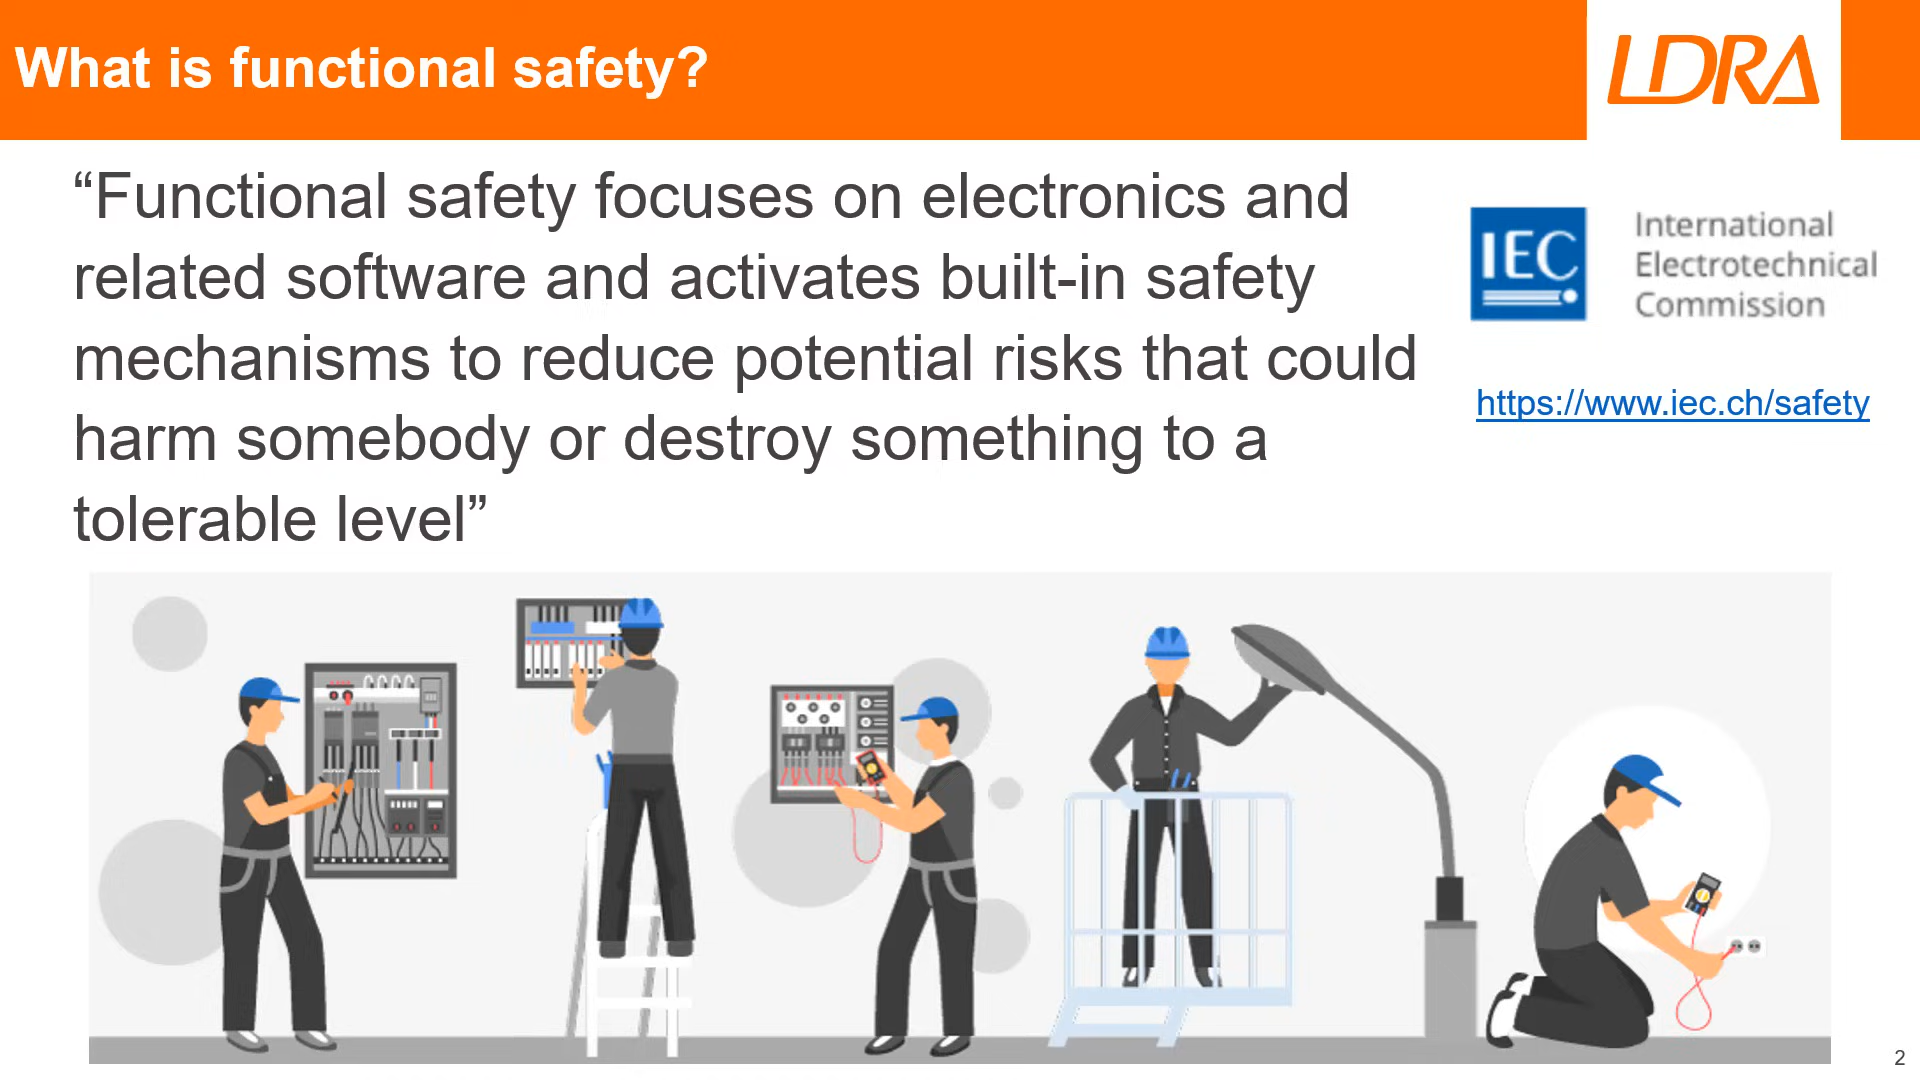 What is functional safety?
LDRA
“Functional safety focuses on electronics and
related software and activates built-in safety
mechanisms to reduce potential risks that could
harm somebody or destroy something to a
tolerable level”
IEC
International
Electrotechnical
Commission
https://www.iec.ch/safety
2